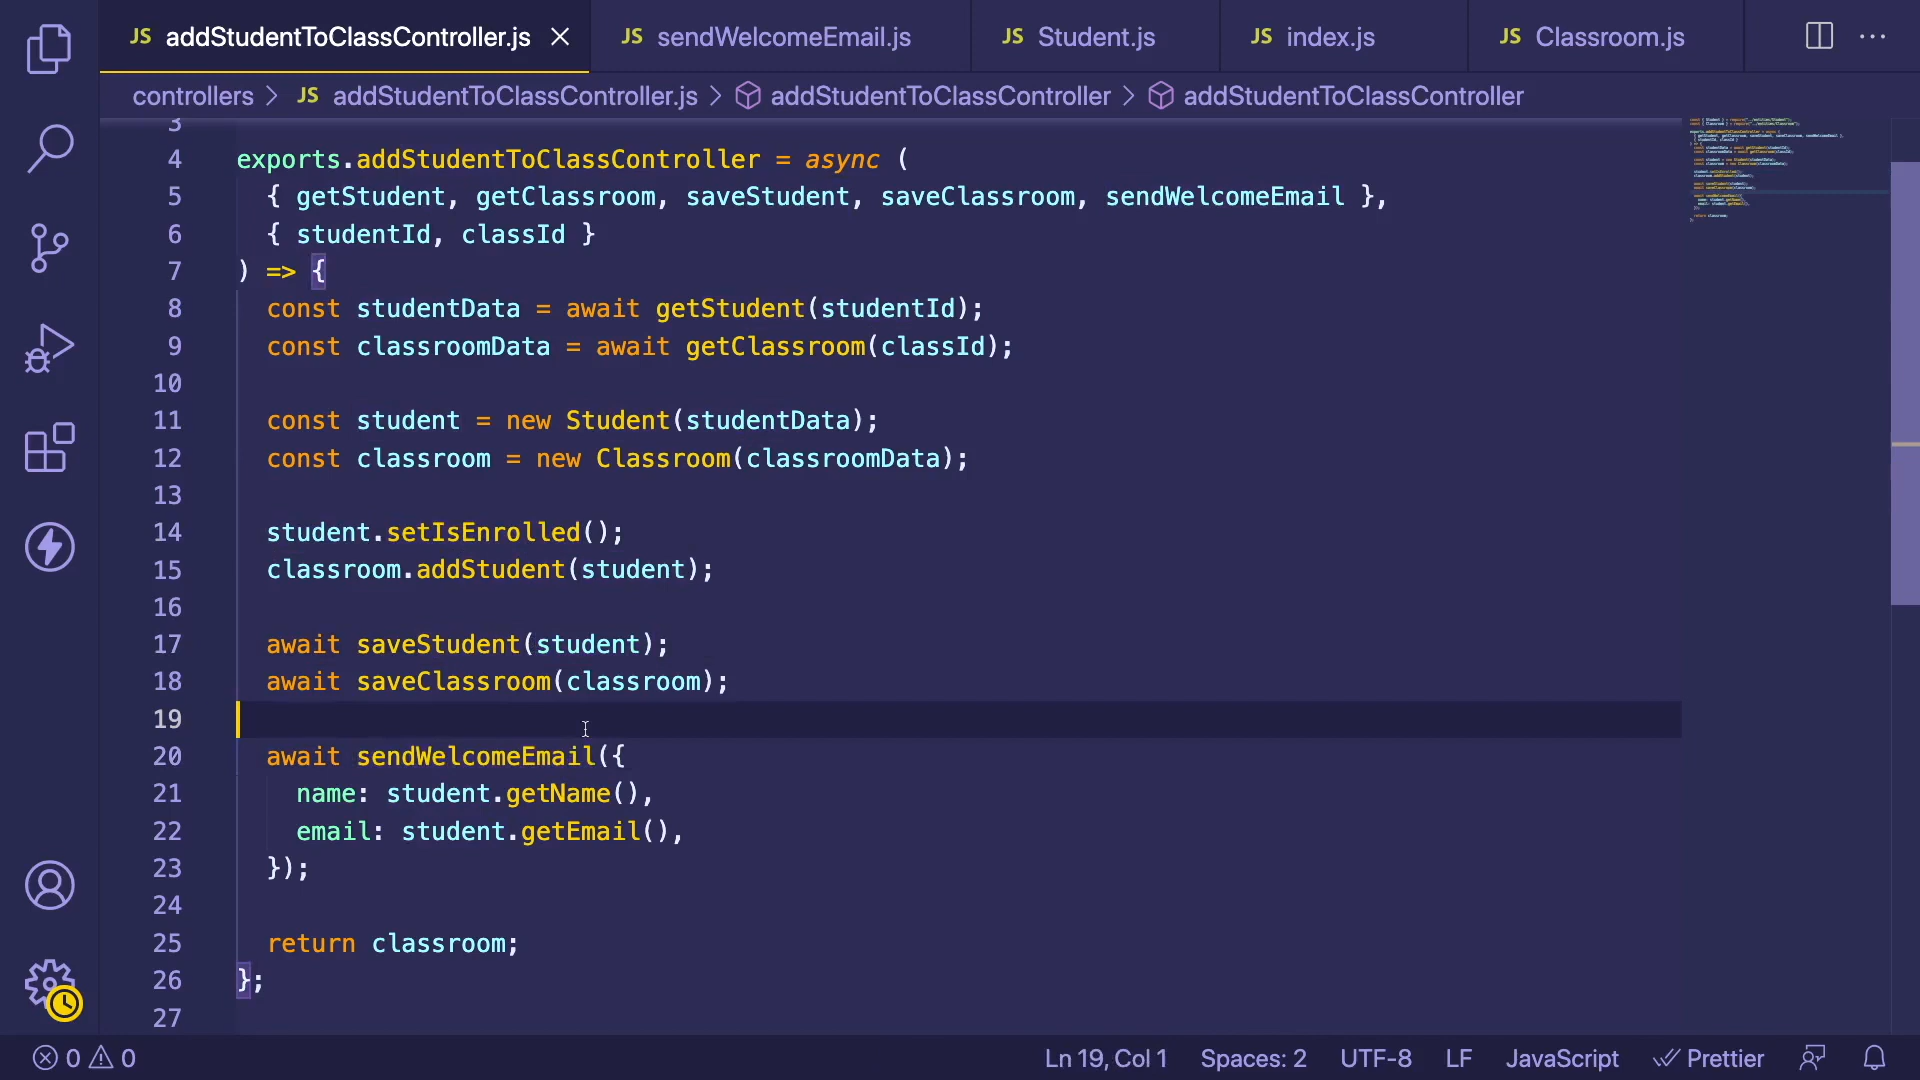 JS addStudentToClassController.js
JS sendWelcomeEmail.js
JS Student.js
JS index.js
JS Classroom.js
controllers > JS addStudentToClassController.js > addStudentToClassController > addStudentToClassController
3
4 exports.addStudentToClassController = async (
5 { getStudent, getClassroom, saveStudent, saveClassroom, sendWelcomeEmail },
6 { studentId, classId }
7 ) => {
8 const studentData = await getStudent(studentId);
9 const classroomData = await getClassroom(classId);
10
11 const student = new Student(studentData);
12 const classroom = new Classroom(classroomData);
13
14 student.setIsEnrolled();
15 classroom.addStudent(student);
16
17 await saveStudent(student);
18 await saveClassroom(classroom);
19
20 await sendWelcomeEmail({
21 name: student.getName(),
22 email: student.getEmail(),
23 });
24
25 return classroom;
26 };
27
0 0 Ln 19, Col 1 Spaces: 2 UTF-8 LF JavaScript Prettier